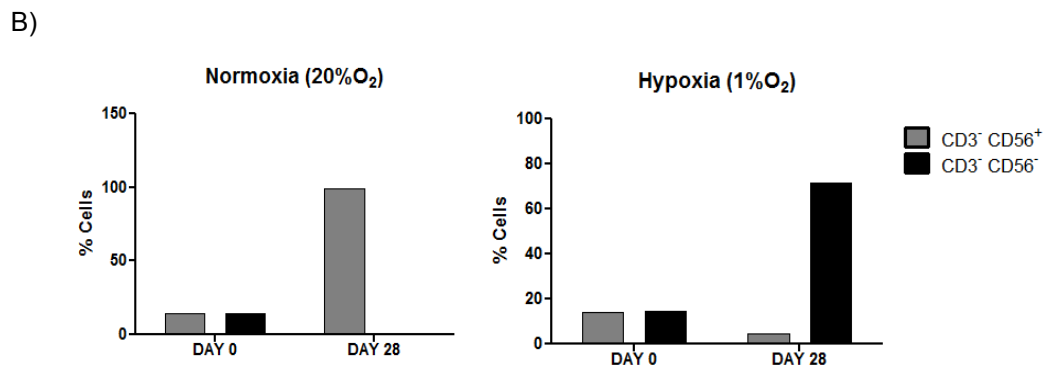 B)
Normoxia (20%O₂)
% Cells
150
100
50
0
DAY 0 DAY 28
Hypoxia (1%O₂)
% Cells
100
80
60
40
20
0
DAY 0 DAY 28
CD3⁻ CD56⁺
CD3⁻ CD56⁻